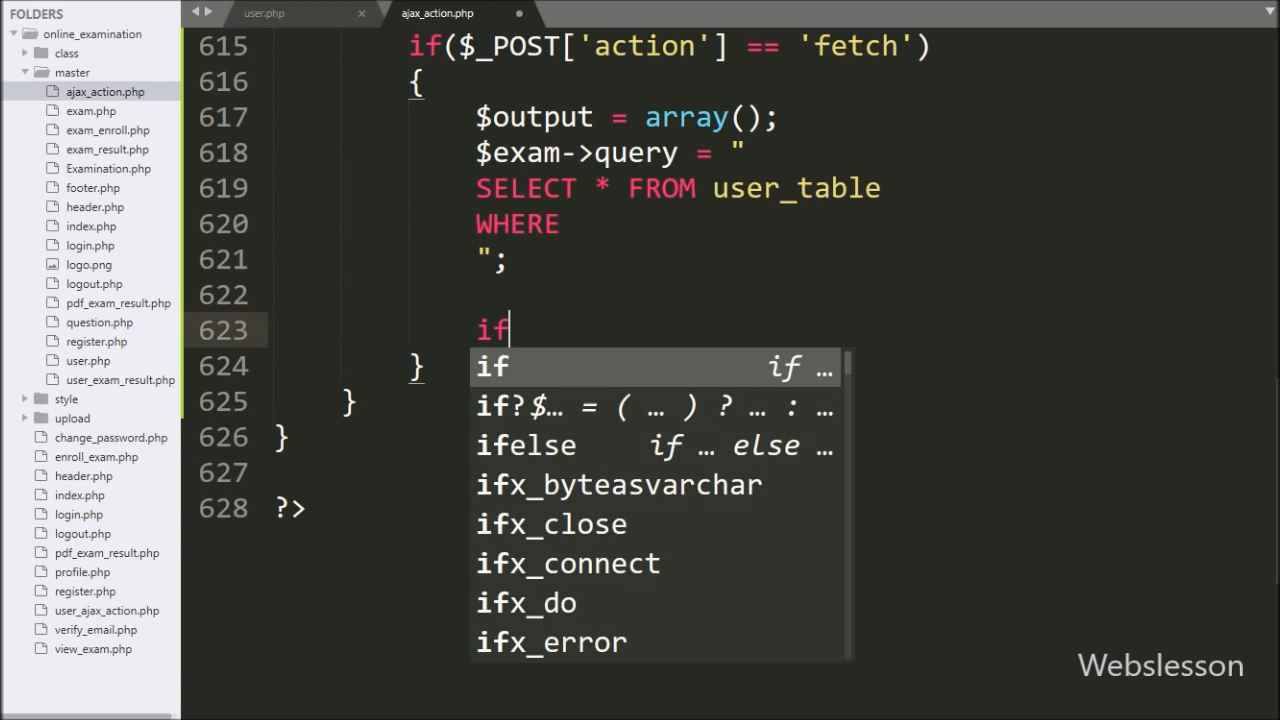 FOLDERS
online_examination
class
master
ajax_action.php
exam.php
exam_enroll.php
exam_result.php
Examination.php
footer.php
header.php
index.php
login.php
logo.png
logout.php
pdf_exam_result.php
question.php
register.php
user.php
user_exam_result.php
style
upload
change_password.php
enroll_exam.php
header.php
index.php
login.php
logout.php
pdf_exam_result.php
profile.php
register.php
user_ajax_action.php
verify_email.php
view_exam.php
user.php
ajax_action.php
615 if($_POST['action'] == 'fetch')
616 {
617 $output = array();
618 $exam->query = "
619 SELECT * FROM user_table
620 WHERE
621 ";
622
623 if
624 }
625 }
626 }
627
628 ?>
if if …
if?$… = ( … ) ? … : …
ifelse if … else …
ifx_byteasvarchar
ifx_close
ifx_connect
ifx_do
ifx_error
Webslesson